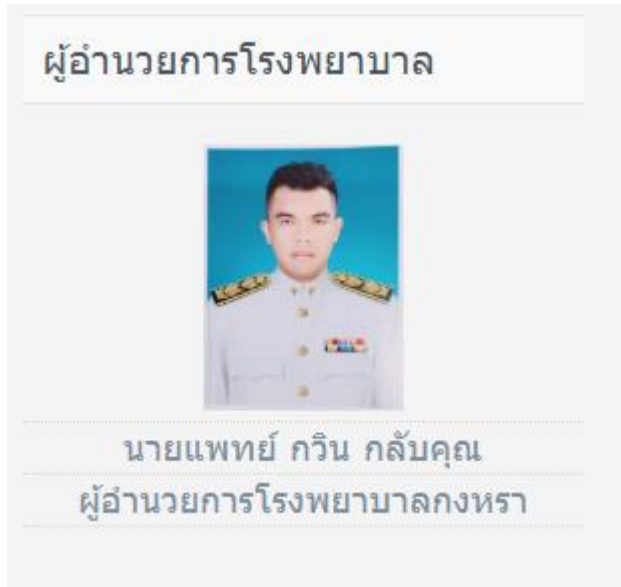 ผู้อำนวยการโรงพยาบาล
นายแพทย์ กวิน กลับคุณ
ผู้อำนวยการโรงพยาบาลกงหรา